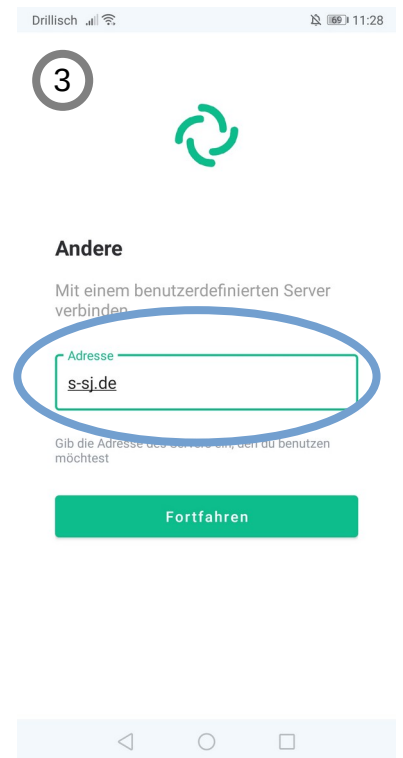 Drillisch 69 11:28
3
Andere
Mit einem benutzerdefinierten Server
verbinden
Adresse
s-sj.de
Gib die Adresse des Servers ein, den du benutzen
möchtest
Fortfahren